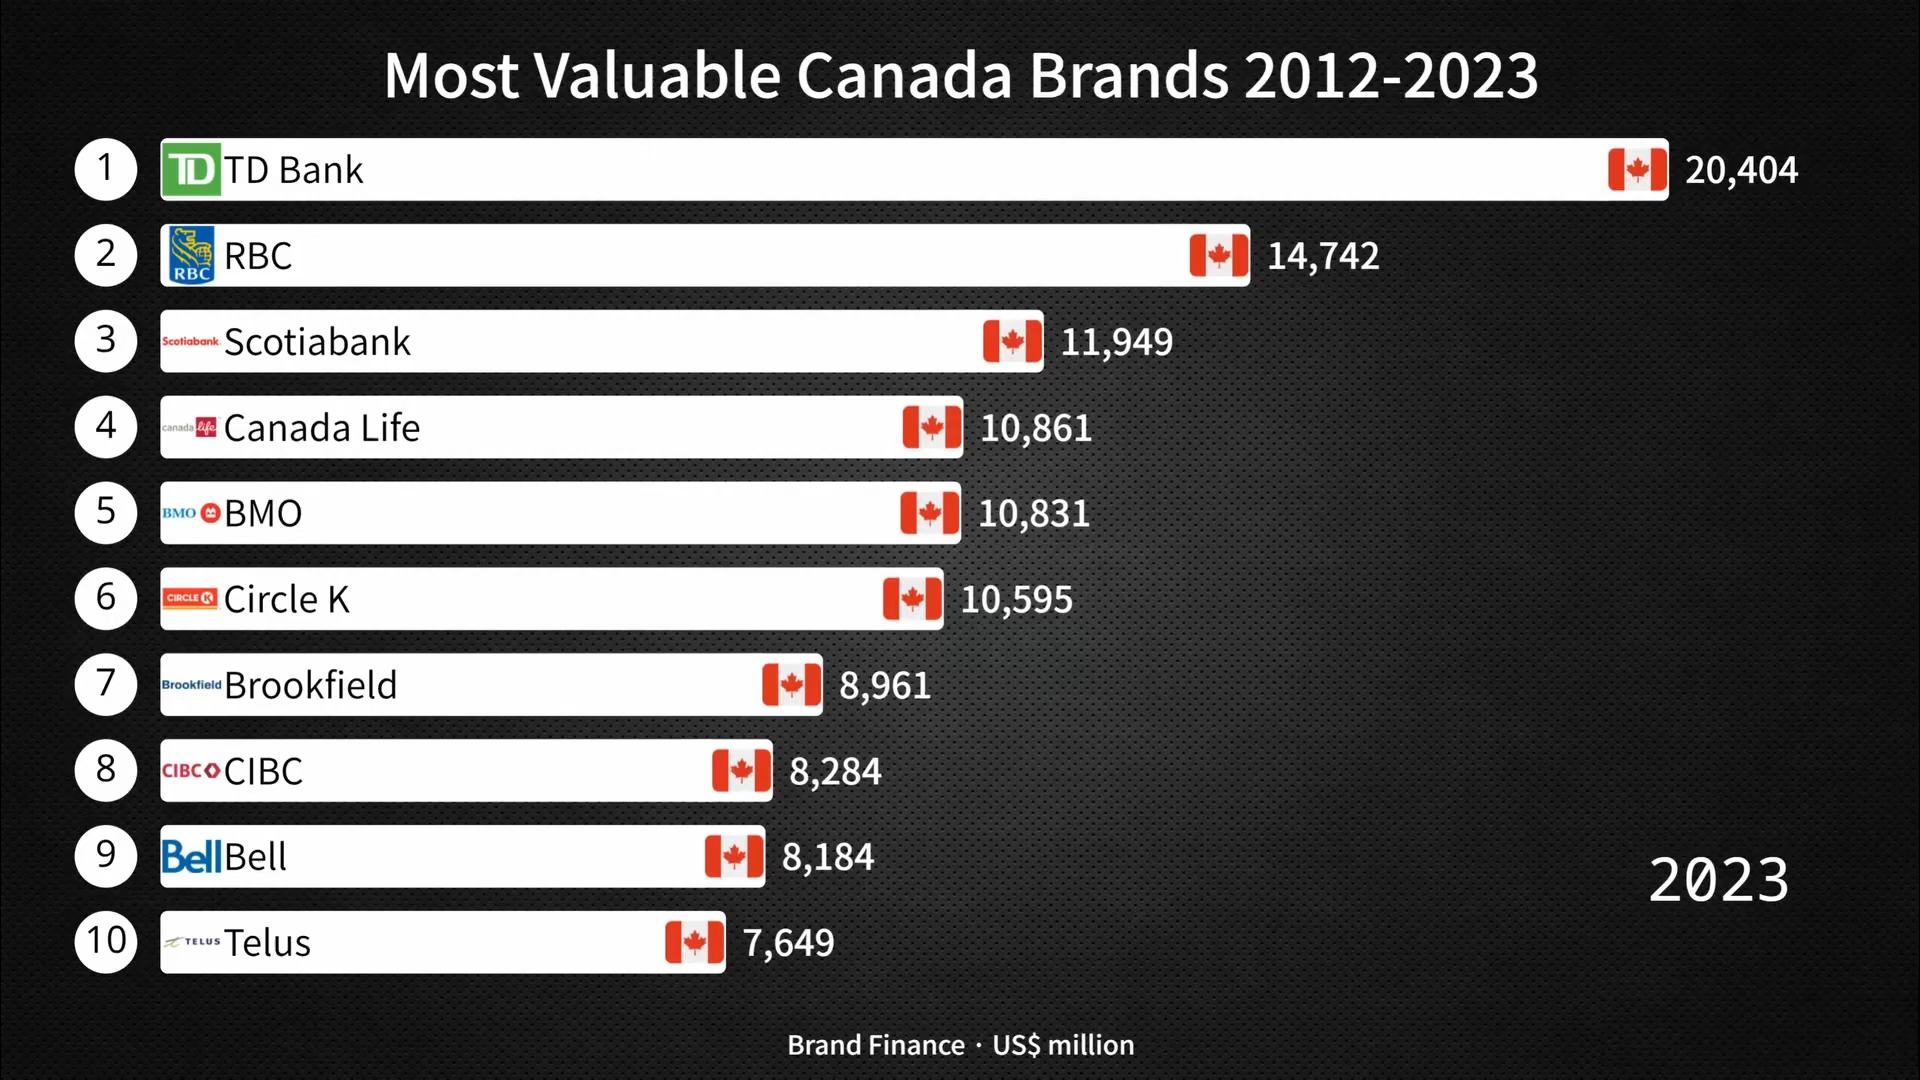 Most Valuable Canada Brands 2012-2023
1 TD TD Bank 20,404
2 RBC RBC 14,742
3 Scotiabank Scotiabank 11,949
4 canada life Canada Life 10,861
5 BMO BMO 10,831
6 CIRCLE K Circle K 10,595
7 Brookfield Brookfield 8,961
8 CIBC CIBC 8,284
9 Bell Bell 8,184
10 TELUS Telus 7,649
2023
Brand Finance · US$ million